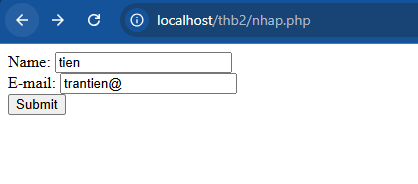 localhost/thb2/nhap.php
Name: tien
E-mail: trantien@
Submit